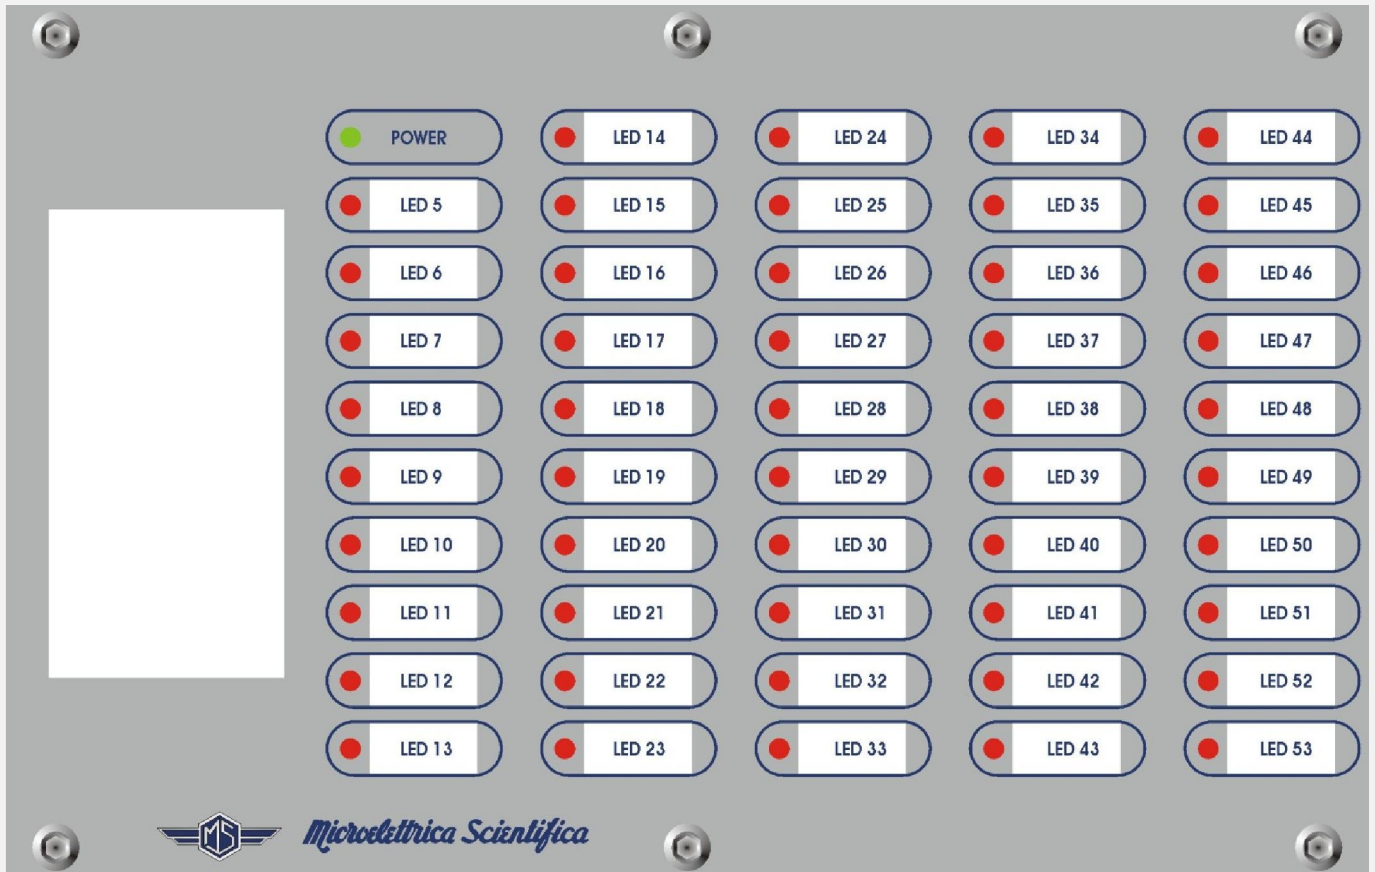 POWER LED 14 LED 24 LED 34 LED 44
LED 5 LED 15 LED 25 LED 35 LED 45
LED 6 LED 16 LED 26 LED 36 LED 46
LED 7 LED 17 LED 27 LED 37 LED 47
LED 8 LED 18 LED 28 LED 38 LED 48
LED 9 LED 19 LED 29 LED 39 LED 49
LED 10 LED 20 LED 30 LED 40 LED 50
LED 11 LED 21 LED 31 LED 41 LED 51
LED 12 LED 22 LED 32 LED 42 LED 52
LED 13 LED 23 LED 33 LED 43 LED 53
MS Microelettrica Scientifica